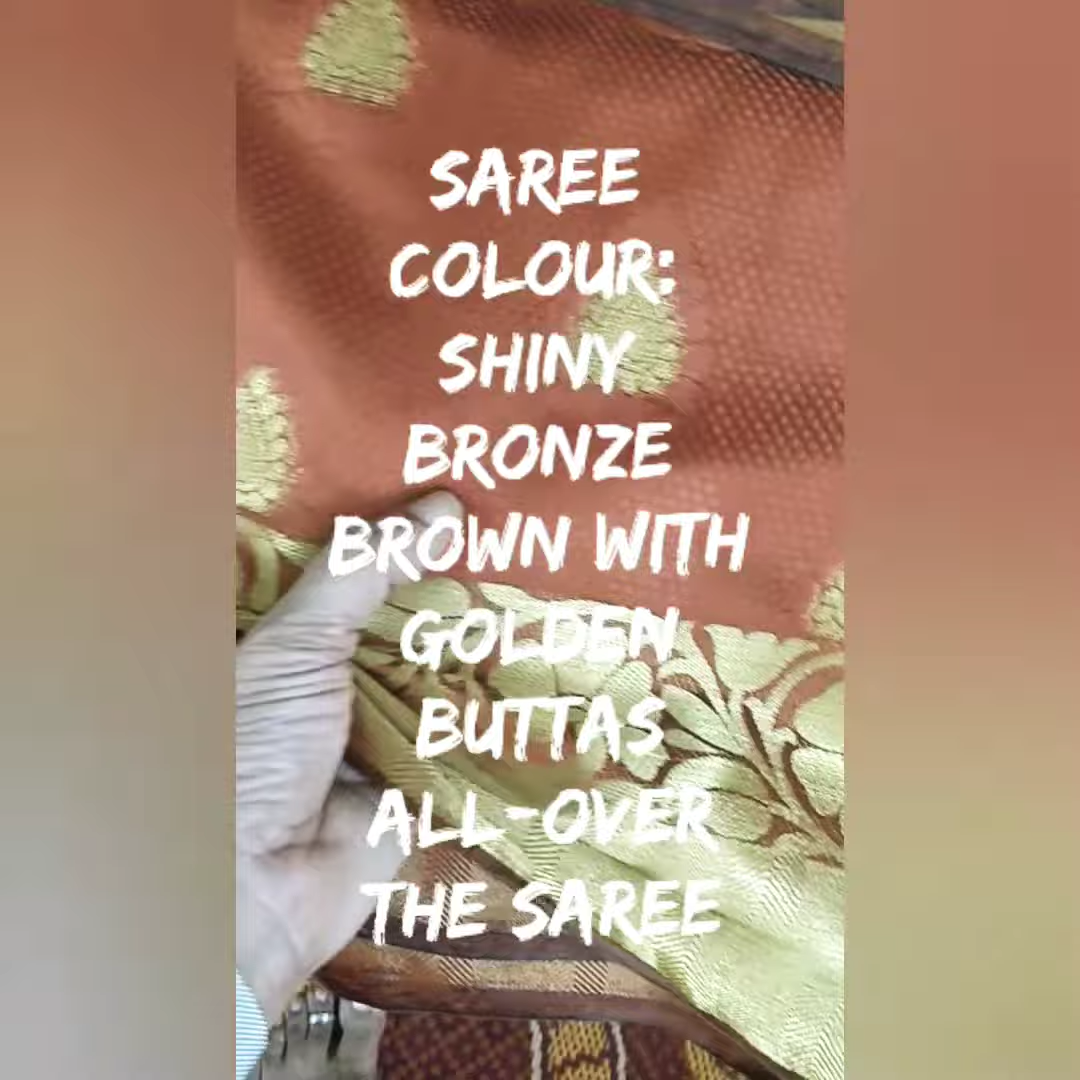 SAREE
COLOUR:
SHINY
BRONZE
BROWN WITH
GOLDEN
BUTTAS
ALL-OVER
THE SAREE